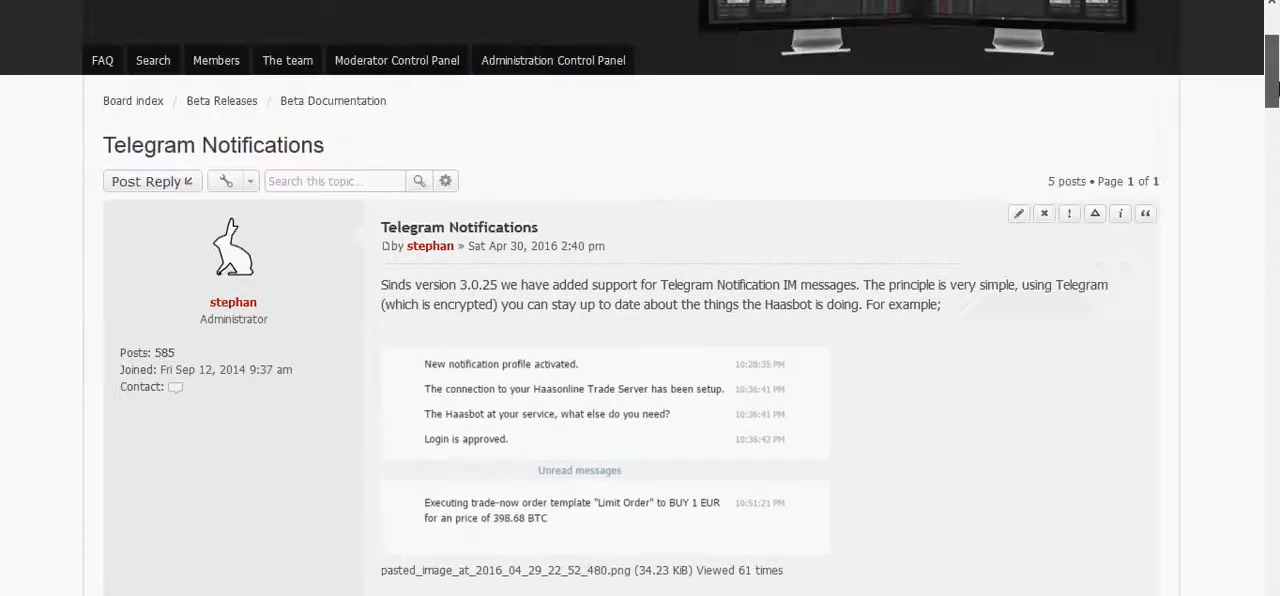 FAQ Search Members The team Moderator Control Panel Administration Control Panel
Board index / Beta Releases / Beta Documentation
Telegram Notifications
Post Reply Search this topic... 5 posts • Page 1 of 1
Telegram Notifications
by stephan » Sat Apr 30, 2016 2:40 pm
stephan
Administrator
Posts: 585
Joined: Fri Sep 12, 2014 9:37 am
Contact:
Sinds version 3.0.25 we have added support for Telegram Notification IM messages. The principle is very simple, using Telegram
(which is encrypted) you can stay up to date about the things the Haasbot is doing. For example;
New notification profile activated. 10:28:35 PM
The connection to your Haasonline Trade Server has been setup. 10:36:41 PM
The Haasbot at your service, what else do you need? 10:36:41 PM
Login is approved. 10:36:42 PM
Unread messages
Executing trade-now order template "Limit Order" to BUY 1 EUR 10:51:21 PM
for an price of 398.68 BTC
pasted_image_at_2016_04_29_22_52_480.png (34.23 KiB) Viewed 61 times